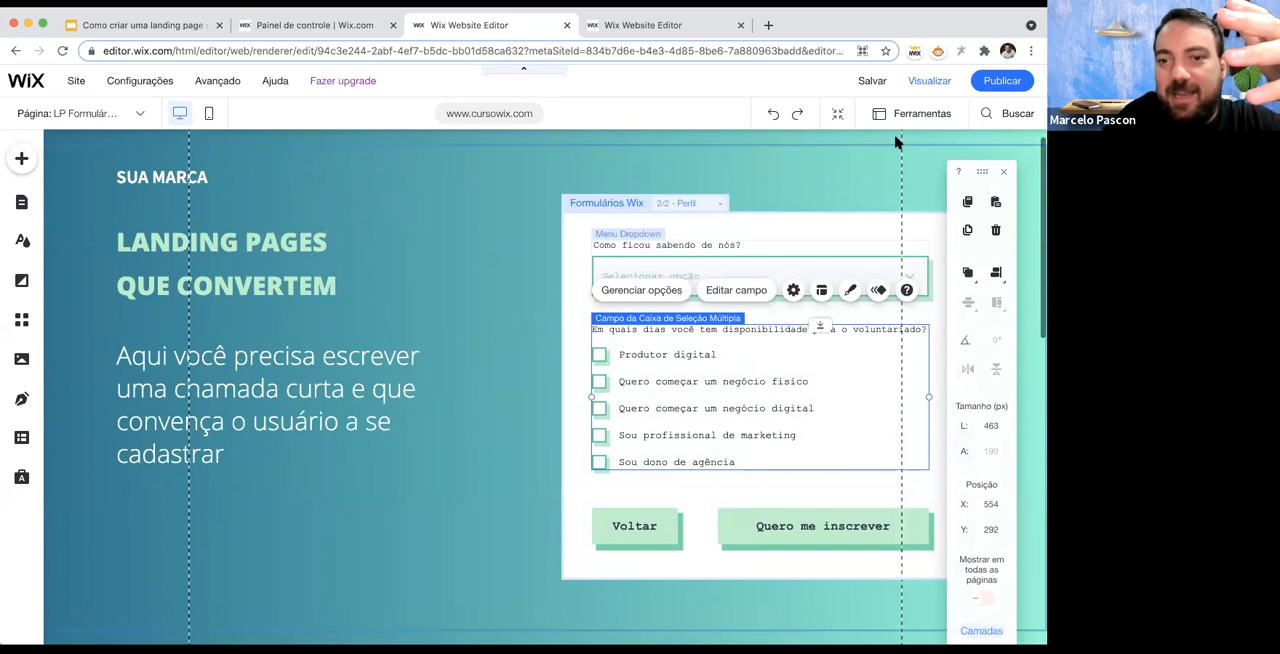 Como criar uma landing page
Painel de controle | Wix.com
Wix Website Editor
Wix Website Editor
editor.wix.com/html/editor/web/renderer/edit/94c3e244-2abf-4ef7-b5dc-bb01d58ca632?metaSiteId=834b7d6e-b4e3-4d85-8be6-7a880963badd&editor...
WiX
Site
Configurações
Avançado
Ajuda
Fazer upgrade
Salvar
Visualizar
Publicar
Página: LP Formulár...
www.cursowix.com
Ferramentas
Buscar
Marcelo Pascon
SUA MARCA
LANDING PAGES
QUE CONVERTEM
Aqui você precisa escrever
uma chamada curta e que
convença o usuário a se
cadastrar
Formulários Wix
2/2 - Perfil
Menu Dropdown
Como ficou sabendo de nós?
Selecionar opção
Gerenciar opções
Editar campo
Campo da Caixa de Seleção Múltipla
Em quais dias você tem disponibilidade para o voluntariado?
Produtor digital
Quero começar um negócio fisico
Quero começar um negócio digital
Sou profissional de marketing
Sou dono de agência
Voltar
Quero me inscrever
?
0°
Tamanho (px)
L: 463
A: 199
Posição
X: 554
Y: 292
Mostrar em
todas as
páginas
Camadas